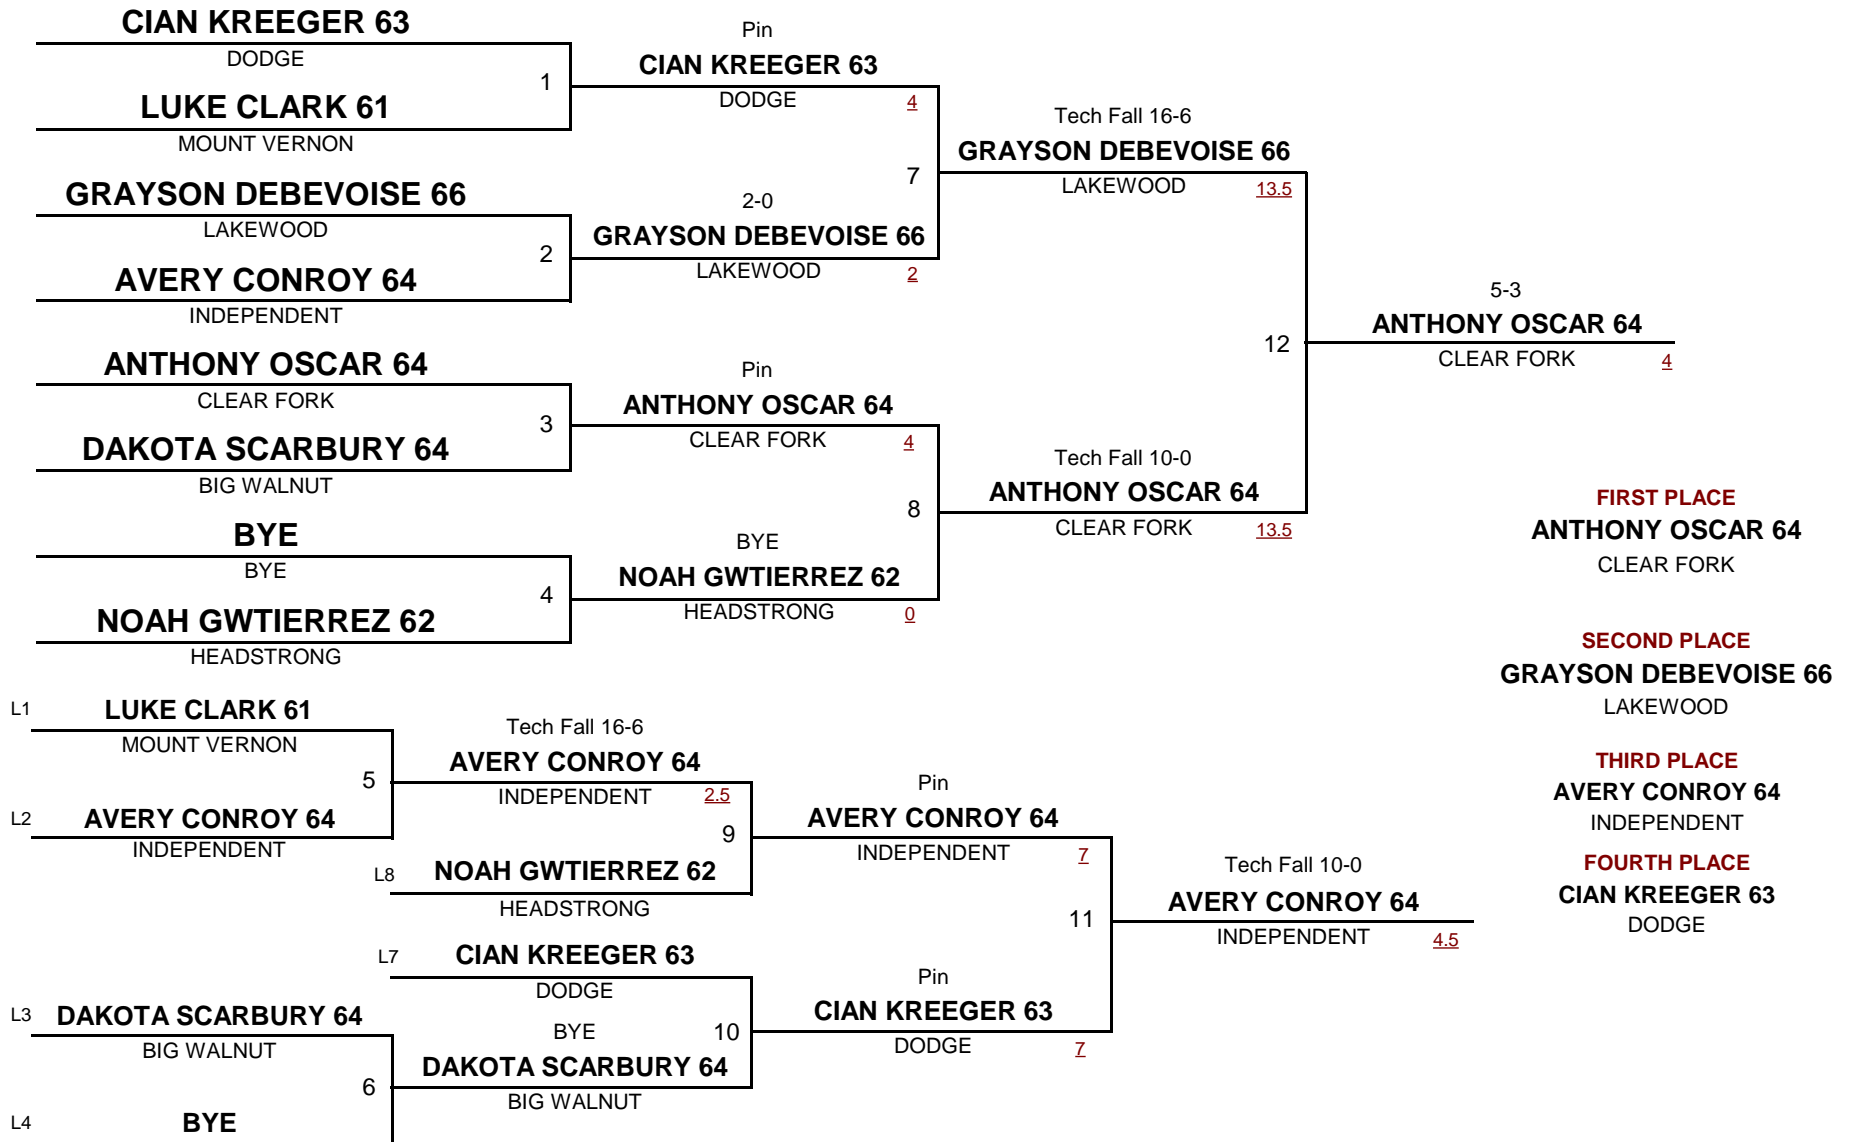 CIAN KREEGER 63
DODGE
1
LUKE CLARK 61
MOUNT VERNON
Pin
CIAN KREEGER 63
DODGE 4
GRAYSON DEBEVOISE 66
LAKEWOOD
2
AVERY CONROY 64
INDEPENDENT
2-0
GRAYSON DEBEVOISE 66
LAKEWOOD 2
7
Tech Fall 16-6
GRAYSON DEBEVOISE 66
LAKEWOOD 13.5
ANTHONY OSCAR 64
CLEAR FORK
3
DAKOTA SCARBURY 64
BIG WALNUT
Pin
ANTHONY OSCAR 64
CLEAR FORK 4
BYE
BYE
4
NOAH GWTIERREZ 62
HEADSTRONG
BYE
NOAH GWTIERREZ 62
HEADSTRONG 0
8
Tech Fall 10-0
ANTHONY OSCAR 64
CLEAR FORK 13.5
12
5-3
ANTHONY OSCAR 64
CLEAR FORK 4
FIRST PLACE
ANTHONY OSCAR 64
CLEAR FORK
SECOND PLACE
GRAYSON DEBEVOISE 66
LAKEWOOD
THIRD PLACE
AVERY CONROY 64
INDEPENDENT
FOURTH PLACE
CIAN KREEGER 63
DODGE
L1 LUKE CLARK 61
MOUNT VERNON
5
L2 AVERY CONROY 64
INDEPENDENT
Tech Fall 16-6
AVERY CONROY 64
INDEPENDENT 2.5
9
L8 NOAH GWTIERREZ 62
HEADSTRONG
Pin
AVERY CONROY 64
INDEPENDENT 7
L7 CIAN KREEGER 63
DODGE
L3 DAKOTA SCARBURY 64
BIG WALNUT
6
L4 BYE
BYE
DAKOTA SCARBURY 64
BIG WALNUT
10
Pin
CIAN KREEGER 63
DODGE 7
11
Tech Fall 10-0
AVERY CONROY 64
INDEPENDENT 4.5